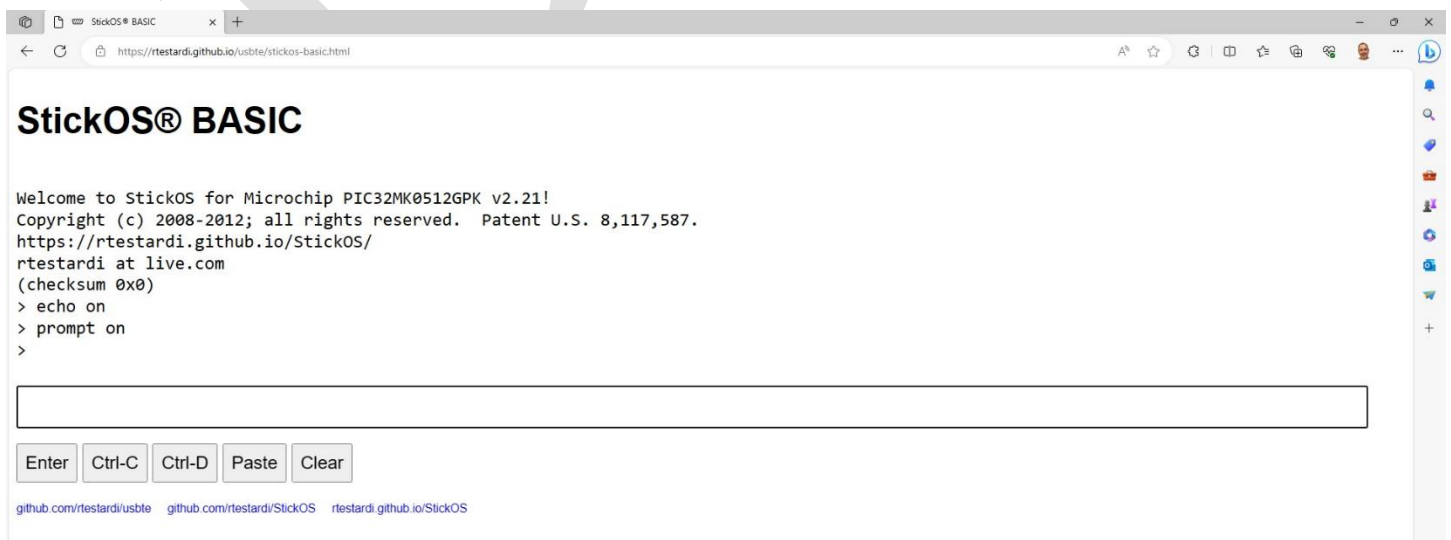 StickOS® BASIC
https://rtestardi.github.io/usbte/stickos-basic.html
StickOS® BASIC
Welcome to StickOS for Microchip PIC32MK0512GPK v2.21!
Copyright (c) 2008-2012; all rights reserved.  Patent U.S. 8,117,587.
https://rtestardi.github.io/StickOS/
rtestardi at live.com
(checksum 0x0)
> echo on
> prompt on
>
Enter Ctrl-C Ctrl-D Paste Clear
github.com/rtestardi/usbte github.com/rtestardi/StickOS rtestardi.github.io/StickOS